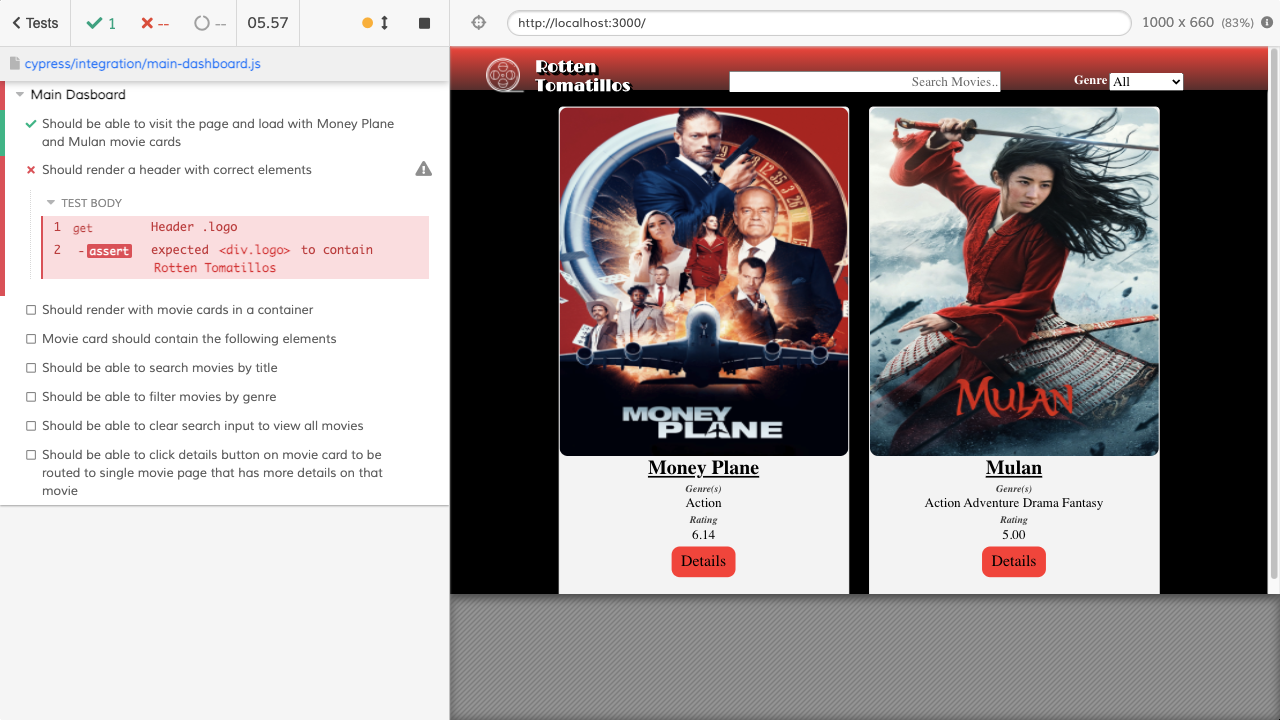 Tests
1
--
--
05.57
http://localhost:3000/
1000 x 660 (83%)
cypress/integration/main-dashboard.js
Main Dasboard
Should be able to visit the page and load with Money Plane
and Mulan movie cards
Should render a header with correct elements
TEST BODY
1 get Header .logo
2 -assert expected <div.logo> to contain
Rotten Tomatillos
Should render with movie cards in a container
Movie card should contain the following elements
Should be able to search movies by title
Should be able to filter movies by genre
Should be able to clear search input to view all movies
Should be able to click details button on movie card to be
routed to single movie page that has more details on that
movie
Rotten
Tomatillos
Search Movies..
Genre All
MONEY
PLANE
Money Plane
Genre(s)
Action
Rating
6.14
Details
MULAN
Mulan
Genre(s)
Action Adventure Drama Fantasy
Rating
5.00
Details